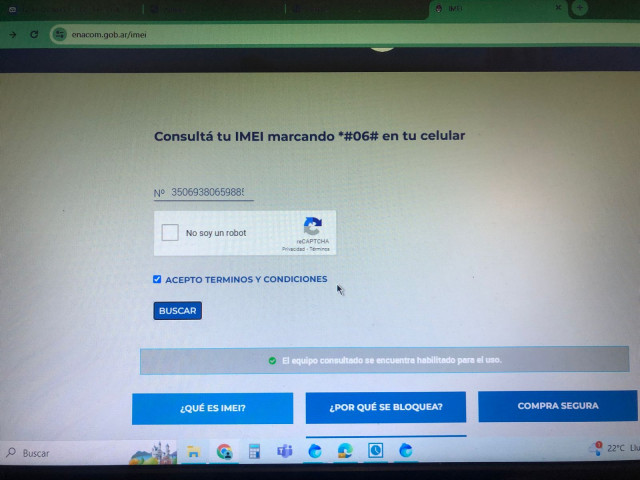 IMEI
enacom.gob.ar/imei
Consultá tu IMEI marcando *#06# en tu celular
Nº 350693806598885
No soy un robot
reCAPTCHA
Privacidad - Términos
ACEPTO TERMINOS Y CONDICIONES
BUSCAR
El equipo consultado se encuentra habilitado para el uso.
¿QUÉ ES IMEI?
¿POR QUÉ SE BLOQUEA?
COMPRA SEGURA
Buscar
22°C